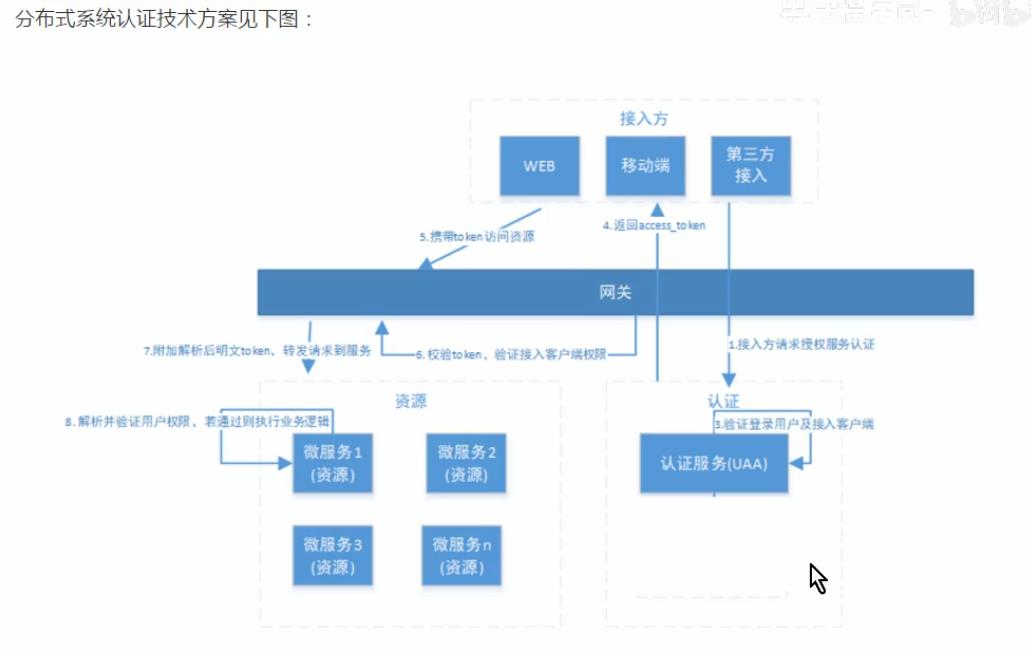 分布式系统认证技术方案见下图：
接入方
WEB
移动端
第三方
接入
5.携带token访问资源
4.返回access_token
网关
7.附加解析后明文token、转发请求到服务
6.校验token、验证接入客户端权限
1.接入方请求授权服务认证
资源
认证
8.解析并验证用户权限、若通过则执行业务逻辑
3.验证登录用户及接入客户端
微服务1
(资源)
微服务2
(资源)
认证服务(UAA)
微服务3
(资源)
微服务n
(资源)